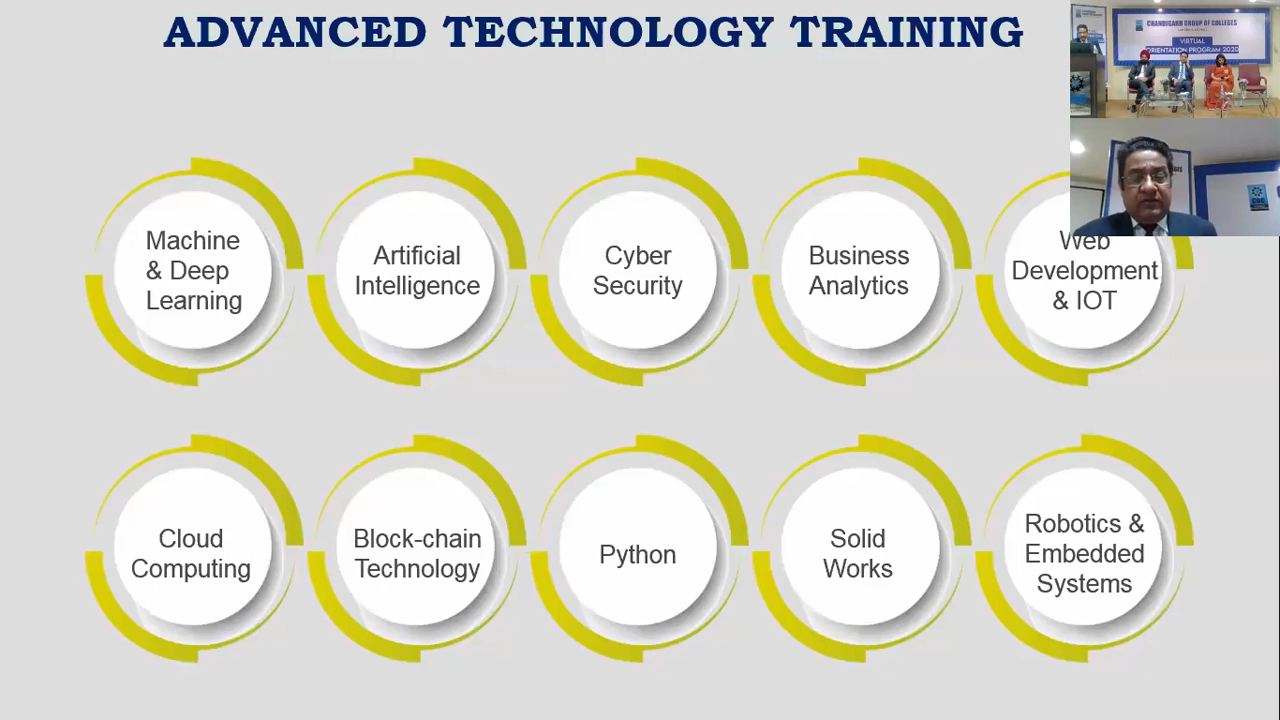 ADVANCED TECHNOLOGY TRAINING
CHANDIGARH GROUP OF COLLEGES
VIRTUAL
ORIENTATION PROGRAM 2020
CGC
Machine
& Deep
Learning
Artificial
Intelligence
Cyber
Security
Business
Analytics
Web
Development
& IOT
Cloud
Computing
Block-chain
Technology
Python
Solid
Works
Robotics &
Embedded
Systems